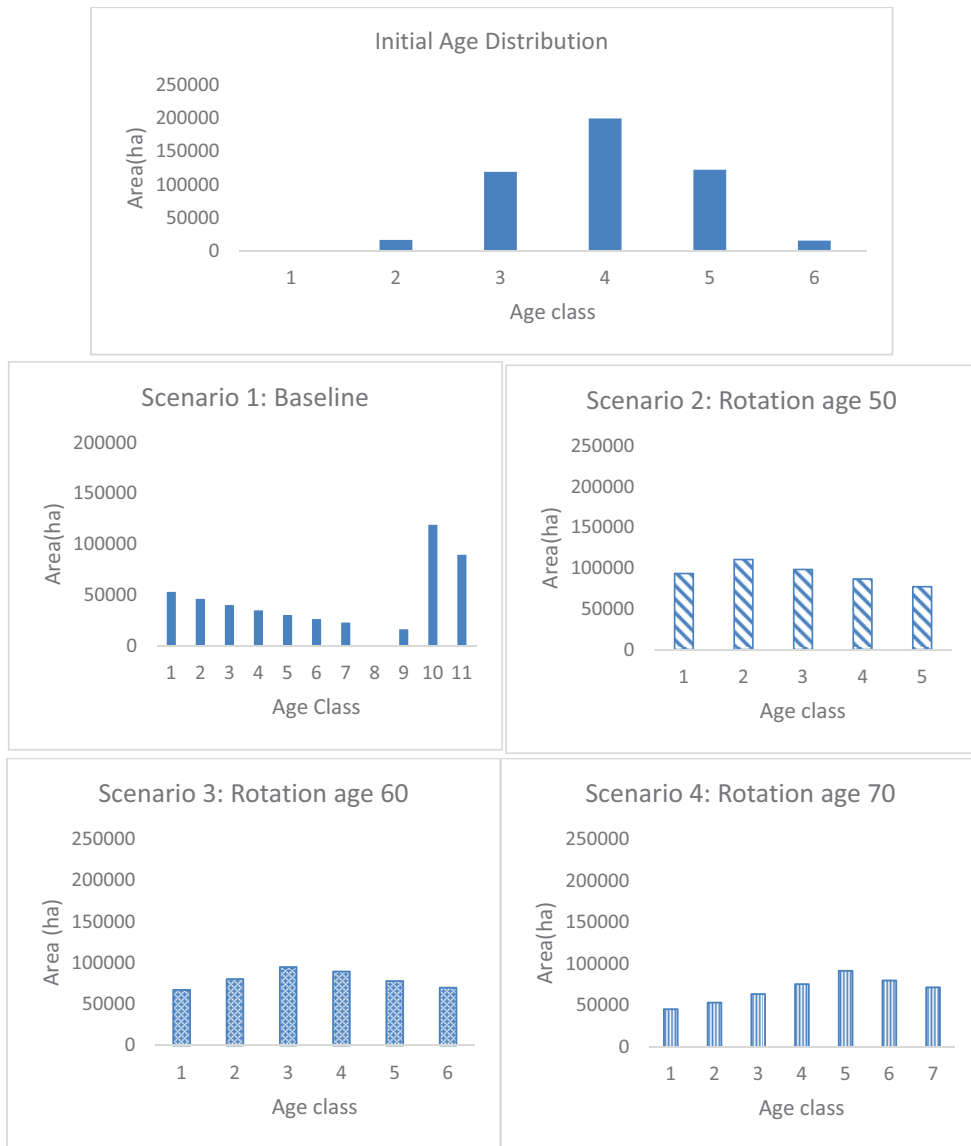 Initial Age Distribution
250000
200000
150000
100000
50000
0
Area(ha)
1 2 3 4 5 6
Age class
Scenario 1: Baseline
200000
150000
100000
50000
0
Area(ha)
1 2 3 4 5 6 7 8 9 10 11
Age Class
Scenario 2: Rotation age 50
250000
200000
150000
100000
50000
0
Area(ha)
1 2 3 4 5
Age class
Scenario 3: Rotation age 60
250000
200000
150000
100000
50000
0
Area (ha)
1 2 3 4 5 6
Age class
Scenario 4: Rotation age 70
250000
200000
150000
100000
50000
0
Area(ha)
1 2 3 4 5 6 7
Age class